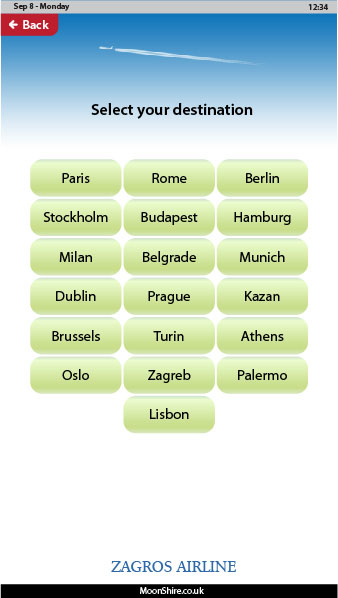 Sep 8 - Monday 12:34
← Back
Select your destination
Paris Rome Berlin
Stockholm Budapest Hamburg
Milan Belgrade Munich
Dublin Prague Kazan
Brussels Turin Athens
Oslo Zagreb Palermo
Lisbon
ZAGROS AIRLINE
MoonShire.co.uk